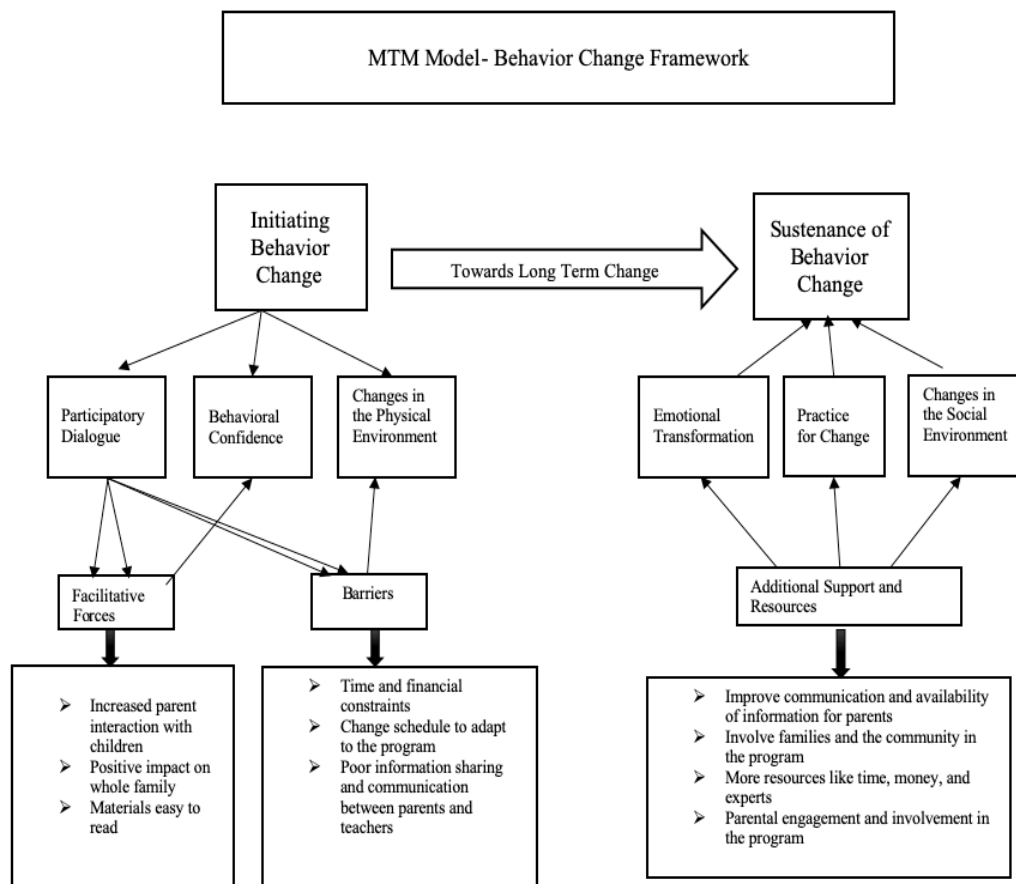 MTM Model- Behavior Change Framework
Initiating
Behavior
Change
Towards Long Term Change
Sustenance of
Behavior
Change
Participatory
Dialogue
Behavioral
Confidence
Changes in
the Physical
Environment
Emotional
Transformation
Practice
for Change
Changes in
the Social
Environment
Facilitative
Forces
Barriers
Additional Support and
Resources
➢ Increased parent
interaction with
children
➢ Positive impact on
whole family
➢ Materials easy to
read
➢ Time and financial
constraints
➢ Change schedule to adapt
to the program
➢ Poor information sharing
and communication
between parents and
teachers
➢ Improve communication and availability
of information for parents
➢ Involve families and the community in
the program
➢ More resources like time, money, and
experts
➢ Parental engagement and involvement in
the program